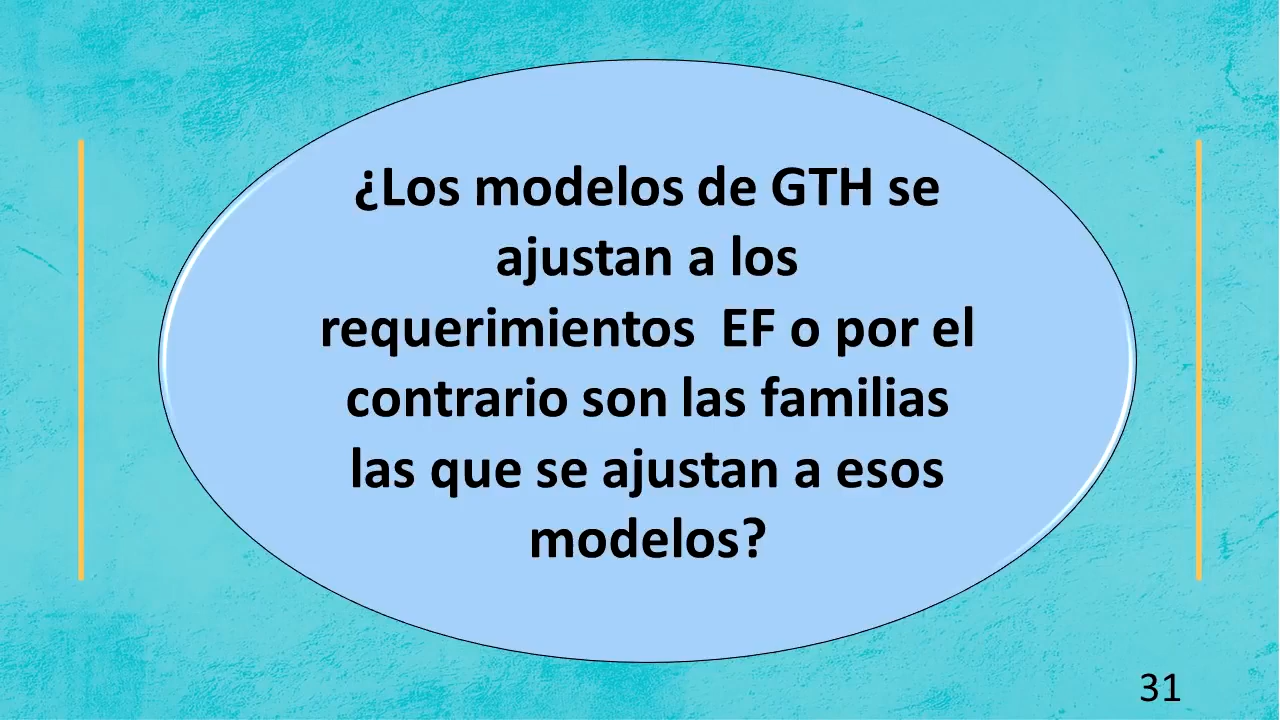 ¿Los modelos de GTH se
ajustan a los
requerimientos  EF o por el
contrario son las familias
las que se ajustan a esos
modelos?
31